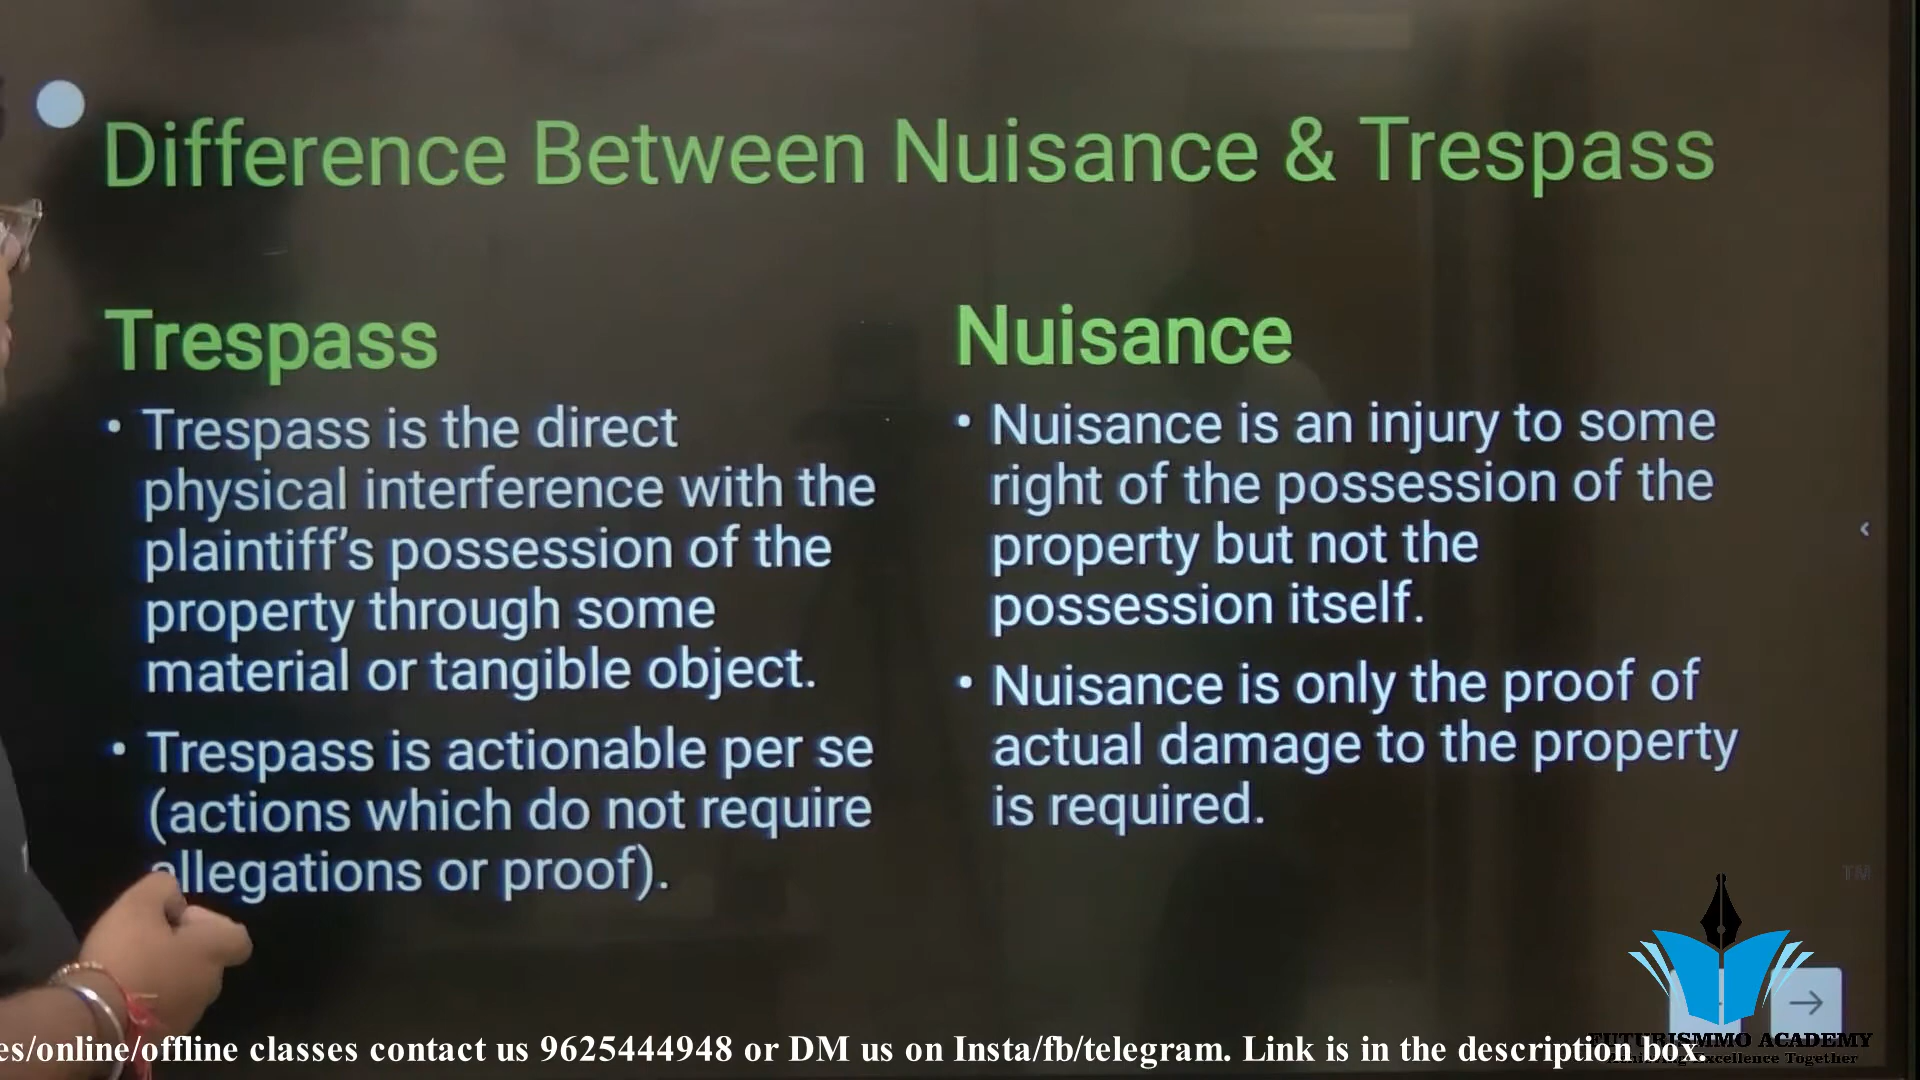 Difference Between Nuisance & Trespass
Trespass
• Trespass is the direct
physical interference with the
plaintiff's possession of the
property through some
material or tangible object.
• Trespass is actionable per se
(actions which do not require
allegations or proof).
Nuisance
• Nuisance is an injury to some
right of the possession of the
property but not the
possession itself.
• Nuisance is only the proof of
actual damage to the property
is required.
TM
FUTURISMMO ACADEMY
Excellence Together
es/online/offline classes contact us 9625444948 or DM us on Insta/fb/telegram. Link is in the description box.